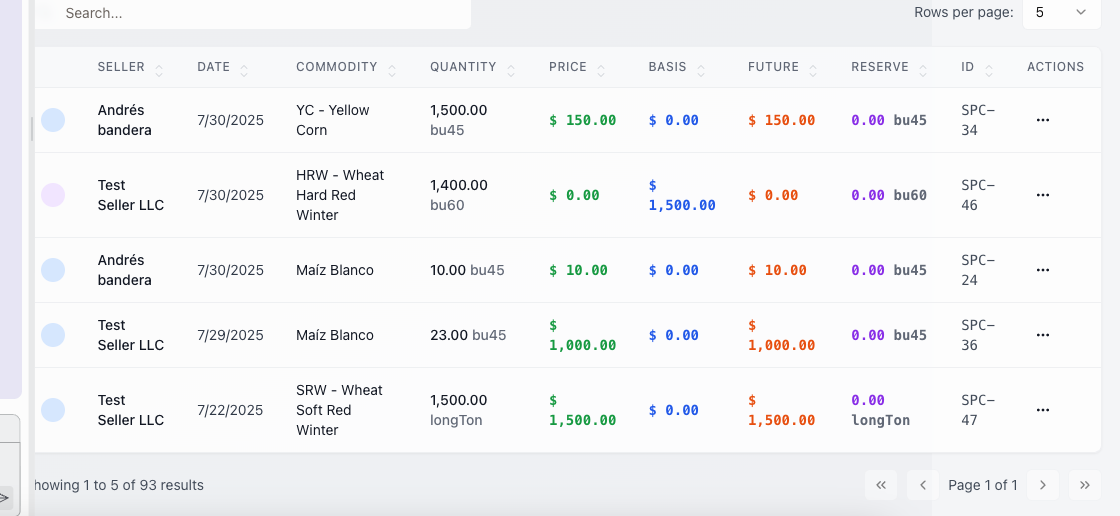 Search...
Rows per page: 5
SELLER DATE COMMODITY QUANTITY PRICE BASIS FUTURE RESERVE ID ACTIONS
Andrés bandera 7/30/2025 YC - Yellow Corn 1,500.00 bu45 $ 150.00 $ 0.00 $ 150.00 0.00 bu45 SPC-34 ...
Test Seller LLC 7/30/2025 HRW - Wheat Hard Red Winter 1,400.00 bu60 $ 0.00 $ 1,500.00 $ 0.00 0.00 bu60 SPC-46 ...
Andrés bandera 7/30/2025 Maíz Blanco 10.00 bu45 $ 10.00 $ 0.00 $ 10.00 0.00 bu45 SPC-24 ...
Test Seller LLC 7/29/2025 Maíz Blanco 23.00 bu45 $ 1,000.00 $ 0.00 $ 1,000.00 0.00 bu45 SPC-36 ...
Test Seller LLC 7/22/2025 SRW - Wheat Soft Red Winter 1,500.00 longTon $ 1,500.00 $ 0.00 $ 1,500.00 0.00 longTon SPC-47 ...
howing 1 to 5 of 93 results
« ‹ Page 1 of 1 › »